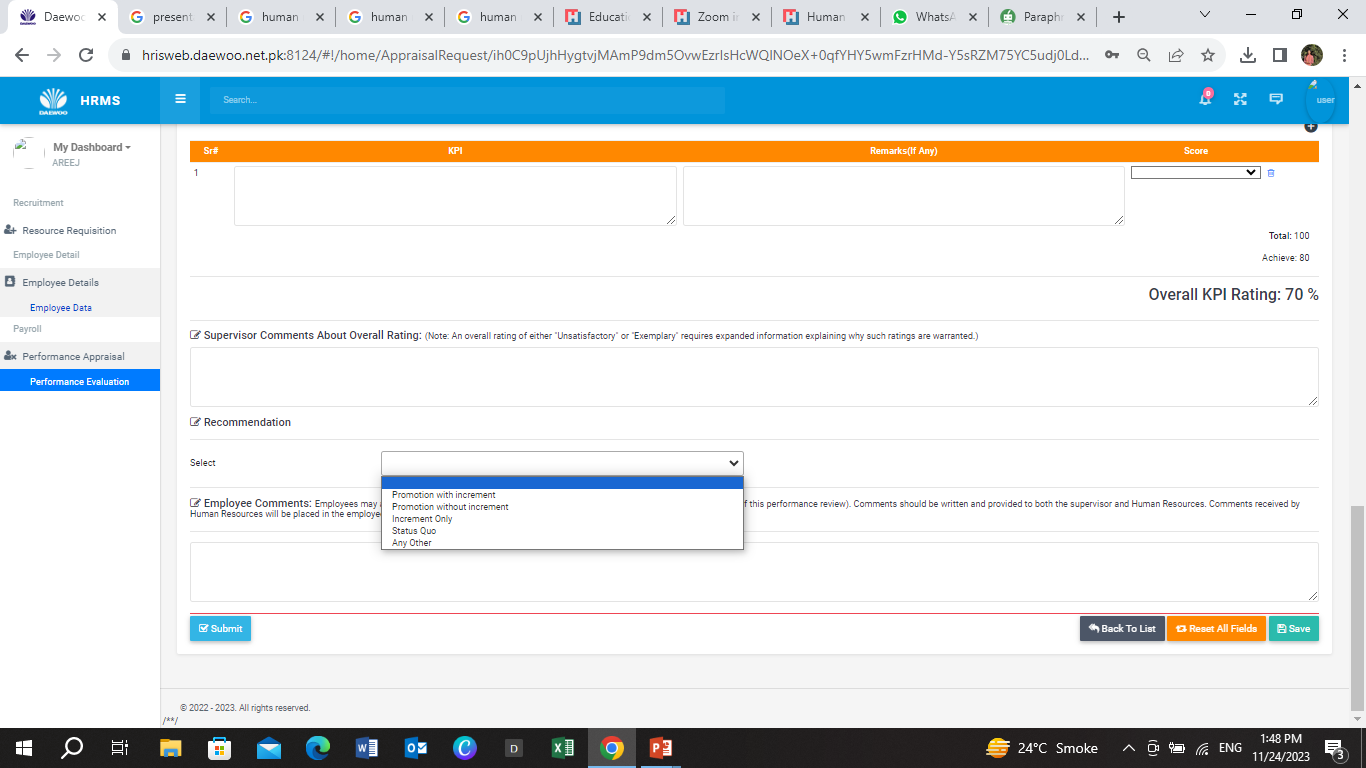 Daewoo
present
human
human
human
Educati
Zoom i
Human
WhatsA
Paraph
hrisweb.daewoo.net.pk:8124/#!/home/AppraisalRequest/ih0C9pUjhHygtvjMAmP9dm5OvwEzrlsHcWQINOeX+0qfYHY5wmFzrHMd-Y5sRZM75YC5udj0Ld...
DAEWOO
HRMS
Search...
8
user
My Dashboard
AREEJ
Recruitment
Resource Requisition
Employee Detail
Employee Details
Employee Data
Payroll
Performance Appraisal
Performance Evaluation
Sr# KPI Remarks(If Any) Score
1
Total: 100
Achieve: 80
Overall KPI Rating: 70 %
Supervisor Comments About Overall Rating: (Note: An overall rating of either "Unsatisfactory" or "Exemplary" requires expanded information explaining why such ratings are warranted.)
Recommendation
Select
Promotion with increment
Promotion without increment
Increment Only
Status Quo
Any Other
Employee Comments: Employees may f this performance review). Comments should be written and provided to both the supervisor and Human Resources. Comments received by
Human Resources will be placed in the employe
Submit
Back To List
Reset All Fields
Save
© 2022 - 2023. All rights reserved.
/**/
D
24°C Smoke
ENG
1:48 PM
11/24/2023
3